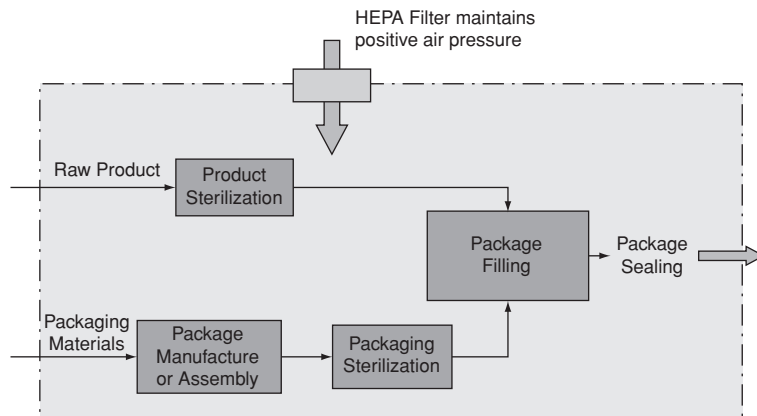 HEPA Filter maintains
positive air pressure
Raw Product
Product
Sterilization
Package
Filling
Package
Sealing
Packaging
Materials
Package
Manufacture
or Assembly
Packaging
Sterilization